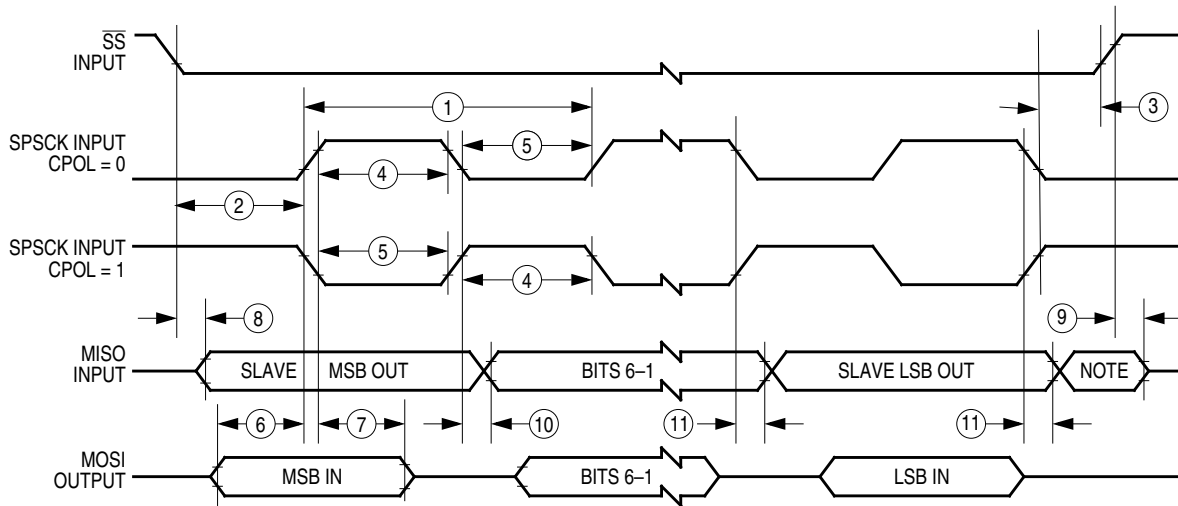 SS
INPUT
1
3
SPSCK INPUT
CPOL = 0
5
4
2
SPSCK INPUT
CPOL = 1
5
4
8
9
MISO
INPUT
SLAVE MSB OUT
BITS 6–1
SLAVE LSB OUT
NOTE
6
7
10
11
11
MOSI
OUTPUT
MSB IN
BITS 6–1
LSB IN